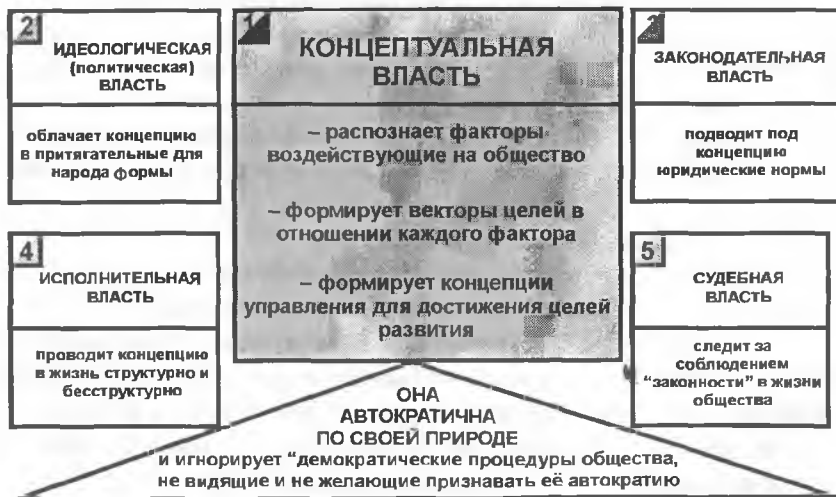 1
КОНЦЕПТУАЛЬНАЯ
ВЛАСТЬ
– распознает факторы
воздействующие на общество
– формирует векторы целей в
отношении каждого фактора
– формирует концепции
управления для достижения целей
развития
2
ИДЕОЛОГИЧЕСКАЯ
(политическая)
ВЛАСТЬ
облачает концепцию
в притягательные для
народа формы
3
ЗАКОНОДАТЕЛЬНАЯ
ВЛАСТЬ
подводит под
концепцию
юридические нормы
4
ИСПОЛНИТЕЛЬНАЯ
ВЛАСТЬ
проводит концепцию
в жизнь структурно и
бесструктурно
5
СУДЕБНАЯ
ВЛАСТЬ
следит за
соблюдением
“законности” в жизни
общества
ОНА
АВТОКРАТИЧНА
ПО СВОЕЙ ПРИРОДЕ
и игнорирует “демократические процедуры общества,
не видящие и не желающие признавать её автократию